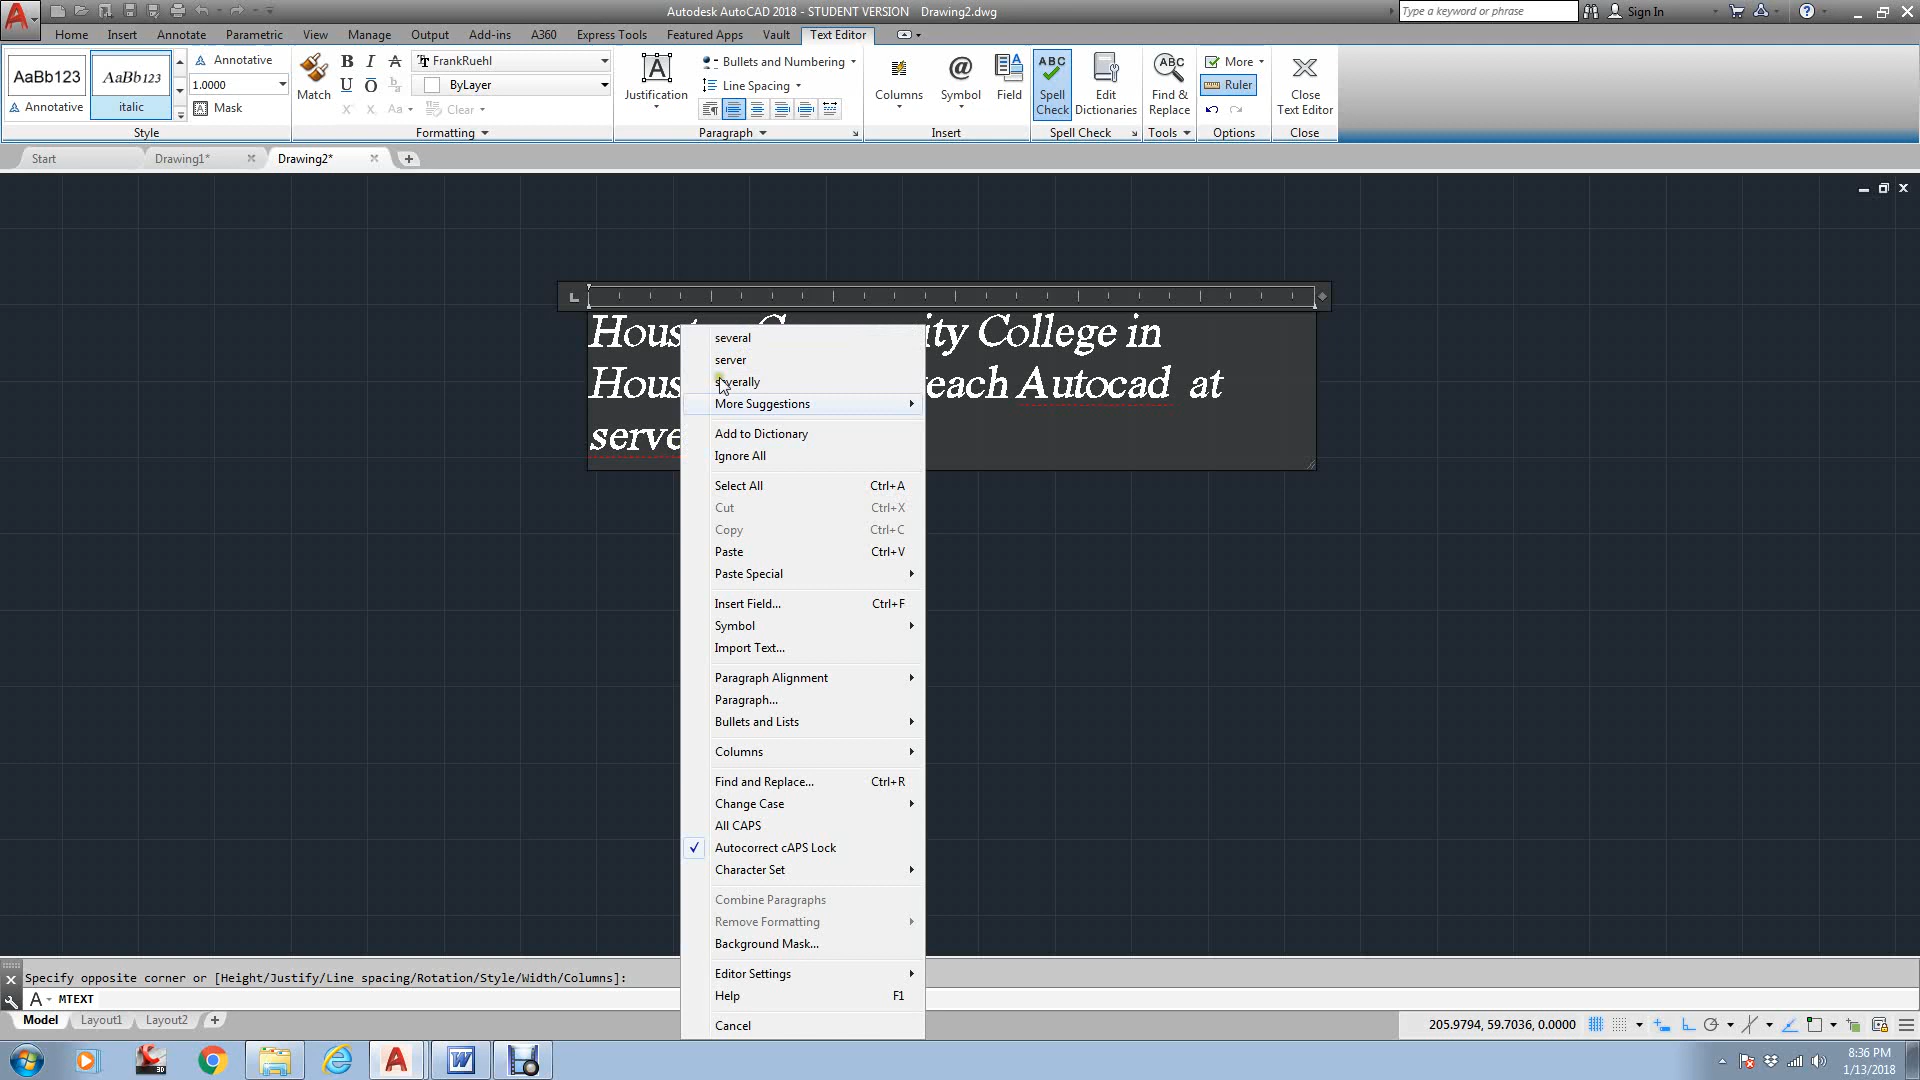 Autodesk AutoCAD 2018 - STUDENT VERSION Drawing2.dwg
Type a keyword or phrase
Sign In
Home Insert Annotate Parametric View Manage Output Add-ins A360 Express Tools Featured Apps Vault Text Editor
AaBb123 AaBb123
Annotative italic
Annotative
1.0000
Mask
Style
Match
B I A FrankRuehl
U O ByLayer
Aa Clear
Formatting
Justification
Bullets and Numbering
Line Spacing
Paragraph
Columns Symbol Field
Insert
ABC Spell Check
Edit Dictionaries
Spell Check
ABC Find & Replace
Tools
More
Ruler
Options
Close Text Editor
Close
Start Drawing1* Drawing2*
Hous ity College in
Hous each Autocad at
serve
several
server
severally
More Suggestions
Add to Dictionary
Ignore All
Select All Ctrl+A
Cut Ctrl+X
Copy Ctrl+C
Paste Ctrl+V
Paste Special
Insert Field... Ctrl+F
Symbol
Import Text...
Paragraph Alignment
Paragraph...
Bullets and Lists
Columns
Find and Replace... Ctrl+R
Change Case
All CAPS
Autocorrect cAPS Lock
Character Set
Combine Paragraphs
Remove Formatting
Background Mask...
Editor Settings
Help F1
Cancel
Specify opposite corner or [Height/Justify/Line spacing/Rotation/Style/Width/Columns]:
MTEXT
Model Layout1 Layout2
205.9794, 59.7036, 0.0000
8:36 PM
1/13/2018